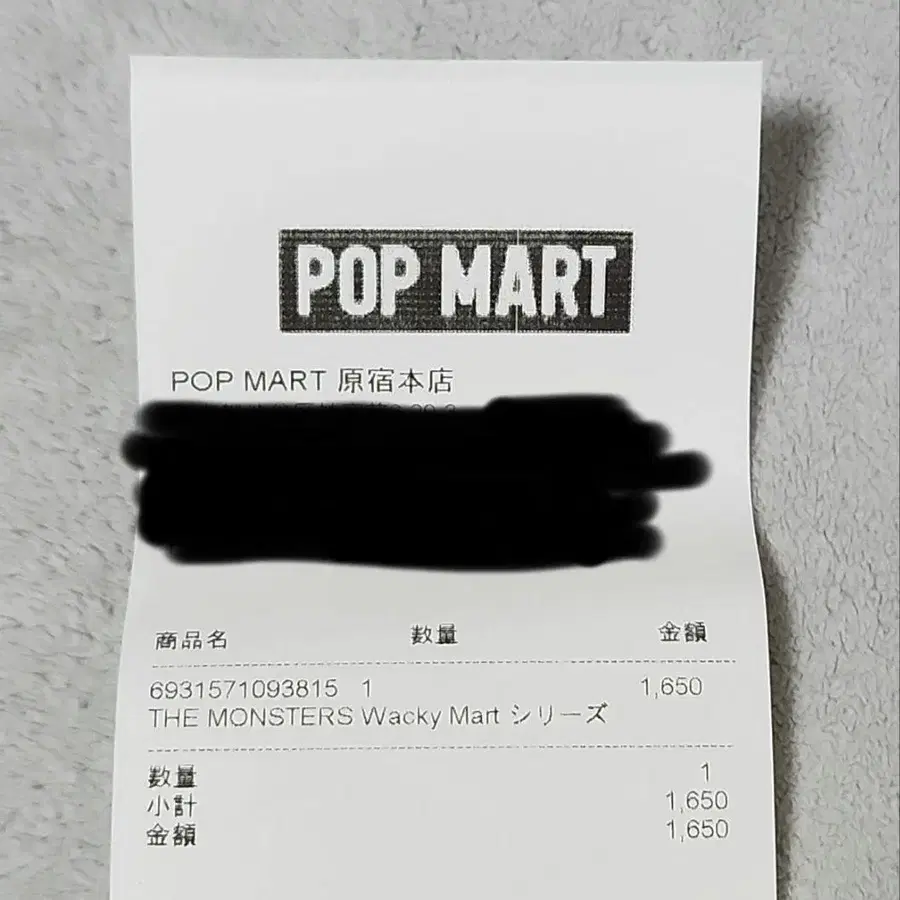 POP MART
POP MART 原宿本店
商品名 数量 金額
6931571093815 1 1,650
THE MONSTERS Wacky Mart シリーズ
数量 1
小計 1,650
金額 1,650